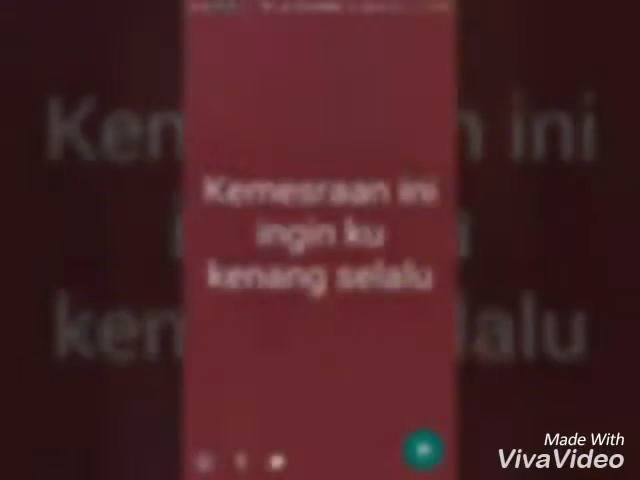 Kemesraan ini
ingin ku
kenang selalu
Made With
VivaVideo